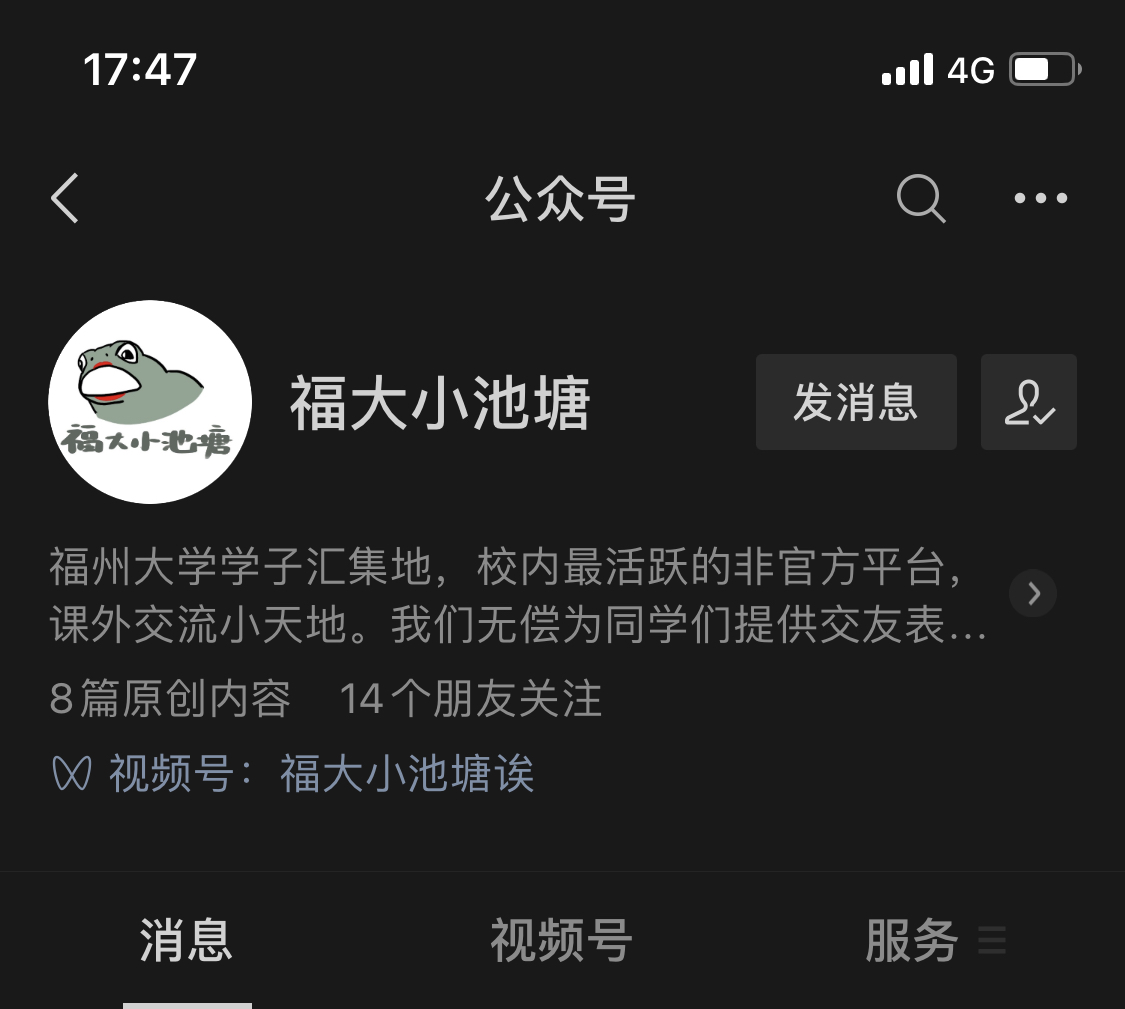 17:47
4G
公众号
福大小池塘
福大小池塘
发消息
福州大学学子汇集地，校内最活跃的非官方平台，
课外交流小天地。我们无偿为同学们提供交友表...
8篇原创内容 14个朋友关注
视频号： 福大小池塘诶
消息 视频号 服务